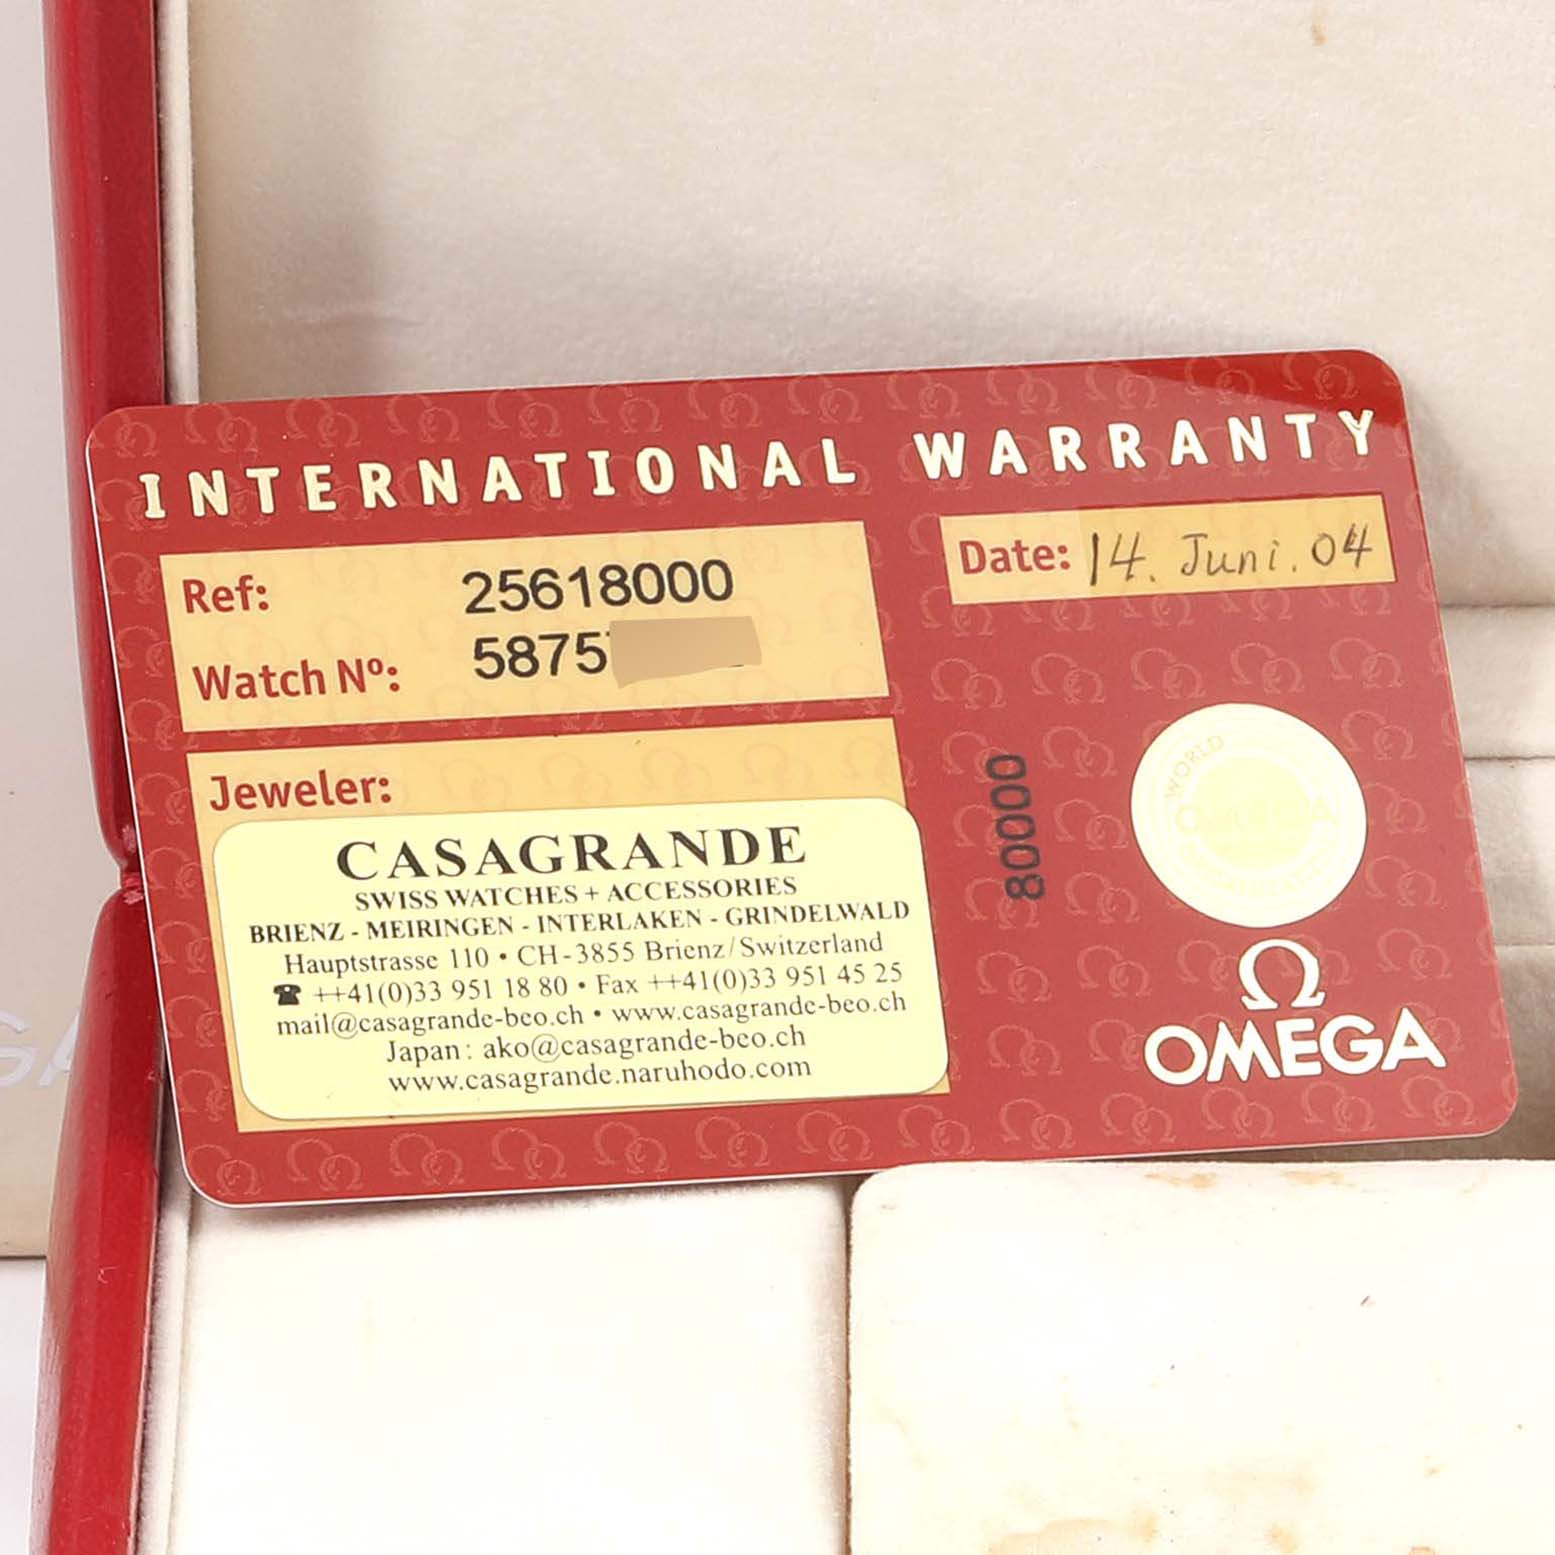 INTERNATIONAL WARRANTY
Ref: 25618000
Watch Nº: 5875
Date: 14. Juni. 04
Jeweler:
CASAGRANDE
SWISS WATCHES + ACCESSORIES
BRIENZ - MEIRINGEN - INTERLAKEN - GRINDELWALD
Hauptstrasse 110 • CH-3855 Brienz/Switzerland
☎ ++41(0)33 951 18 80 • Fax ++41(0)33 951 45 25
mail@casagrande-beo.ch • www.casagrande-beo.ch
Japan: ako@casagrande-beo.ch
www.casagrande.naruhodo.com
80000
WORLD
OMEGA
Ω
OMEGA